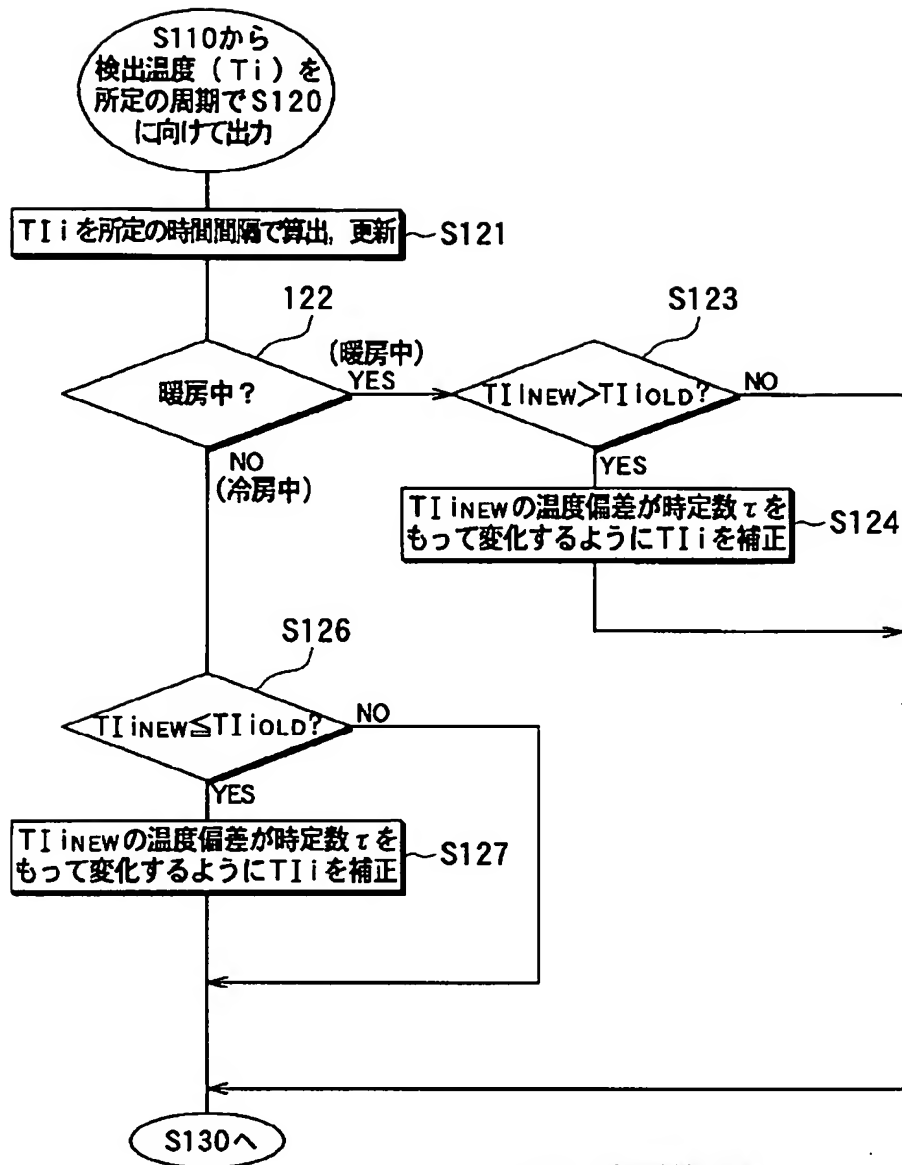 S110から
検出温度(Ti)を
所定の周期でS120
に向けて出力
TIiを所定の時間間隔で算出,更新
S121
122
暖房中?
(暖房中)
YES
NO
(冷房中)
S123
TIiNEW>TIiOLD?
NO
YES
TIiNEWの温度偏差が時定数τを
もって変化するようにTIiを補正
S124
S126
TIiNEW≦TIiOLD?
NO
YES
TIiNEWの温度偏差が時定数τを
もって変化するようにTIiを補正
S127
S130へ